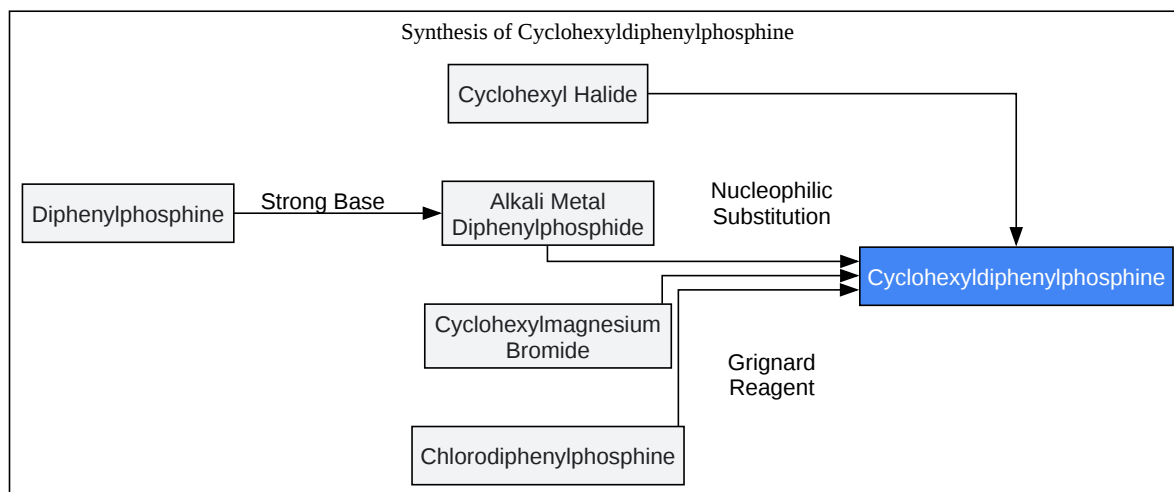 Synthesis of Cyclohexyldiphenylphosphine
Cyclohexyl Halide
Diphenylphosphine
Strong Base
Alkali Metal
Diphenylphosphide
Nucleophilic
Substitution
Cyclohexyldiphenylphosphine
Cyclohexylmagnesium
Bromide
Grignard
Reagent
Chlorodiphenylphosphine